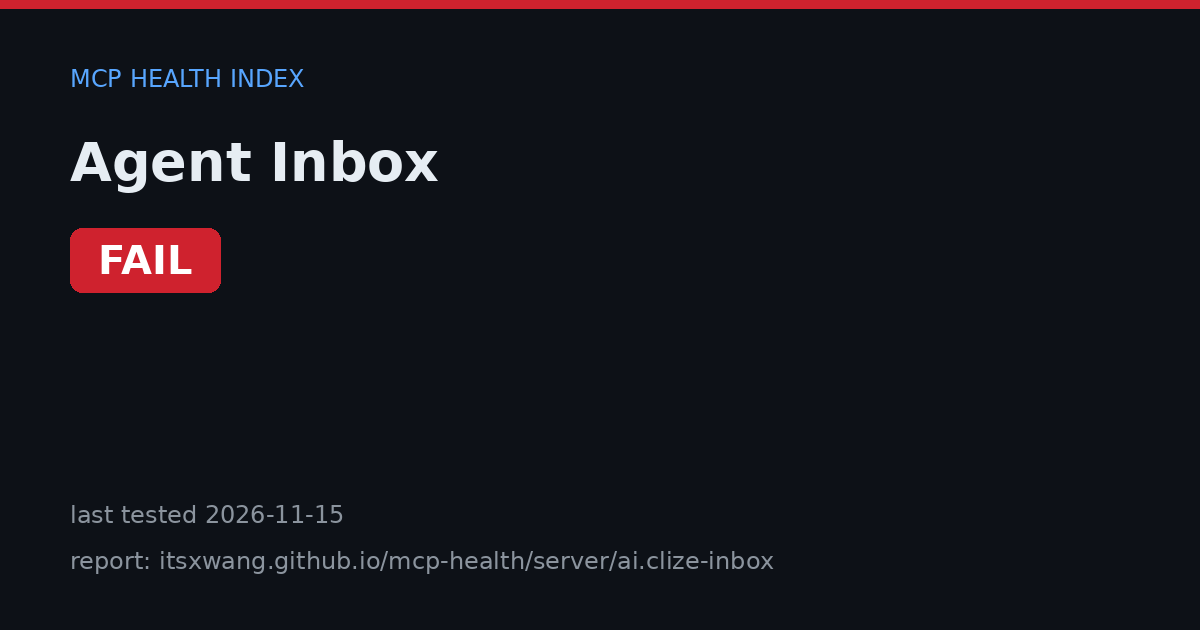 MCP HEALTH INDEX
Agent Inbox
FAIL
last tested 2026-11-15
report: itsxwang.github.io/mcp-health/server/ai.clize-inbox